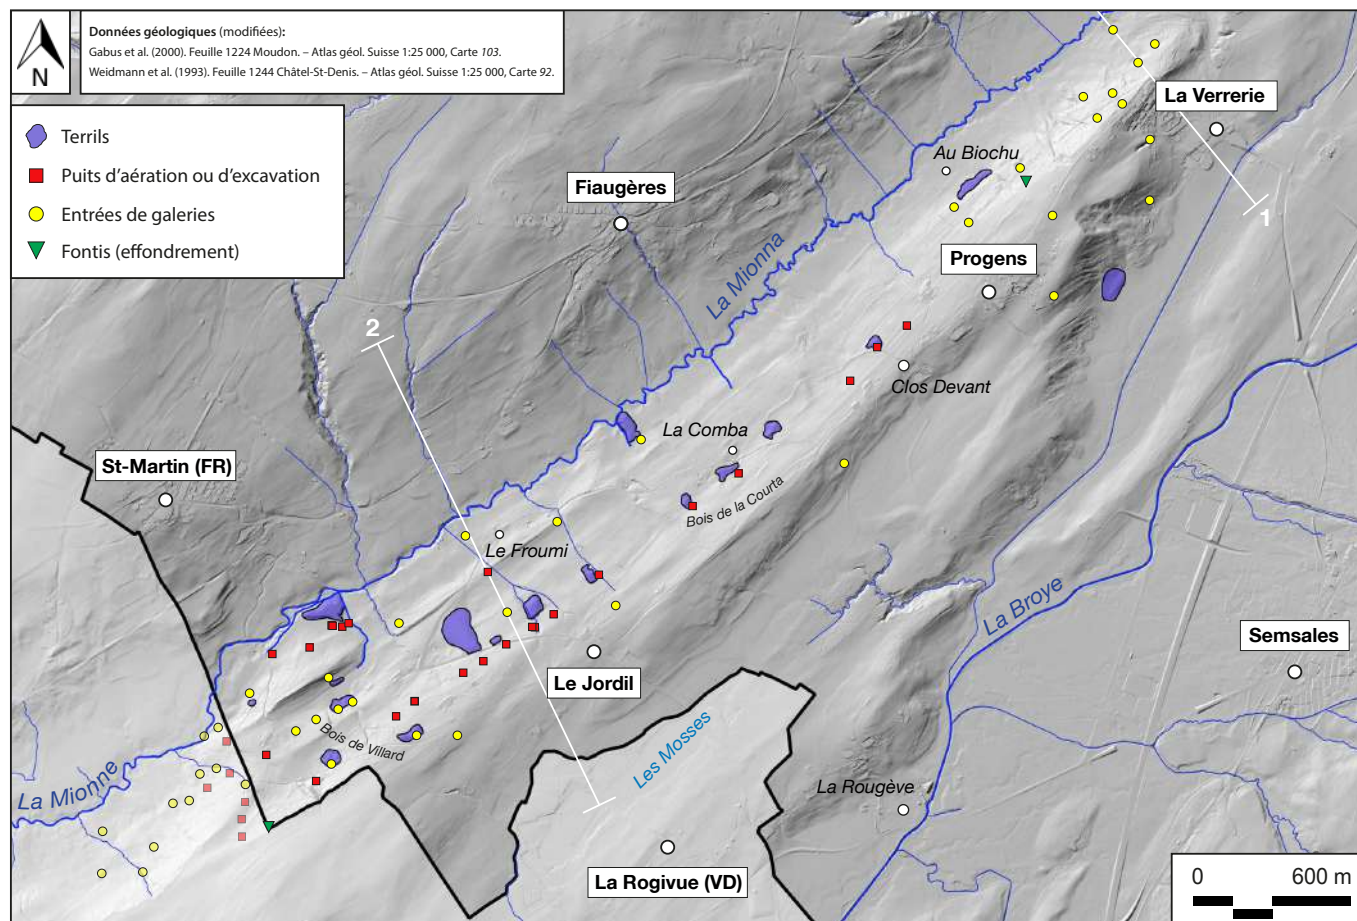 N
Données géologiques (modifiées):
Gabus et al. (2000). Feuille 1224 Moudon. – Atlas géol. Suisse 1:25 000, Carte 103.
Weidmann et al. (1993). Feuille 1244 Châtel-St-Denis. – Atlas géol. Suisse 1:25 000, Carte 92.
Terrils
Puits d'aération ou d'excavation
Entrées de galeries
Fontis (effondrement)
La Verrerie
Au Biochu
Fiaugères
1
La Mionna
Progens
2
Clos Devant
La Comba
St-Martin (FR)
Bois de la Courta
Le Froumi
La Broye
Semsales
Le Jordil
Bois de Villard
Les Mosses
La Mionne
La Rougève
La Rogivue (VD)
0 600 m